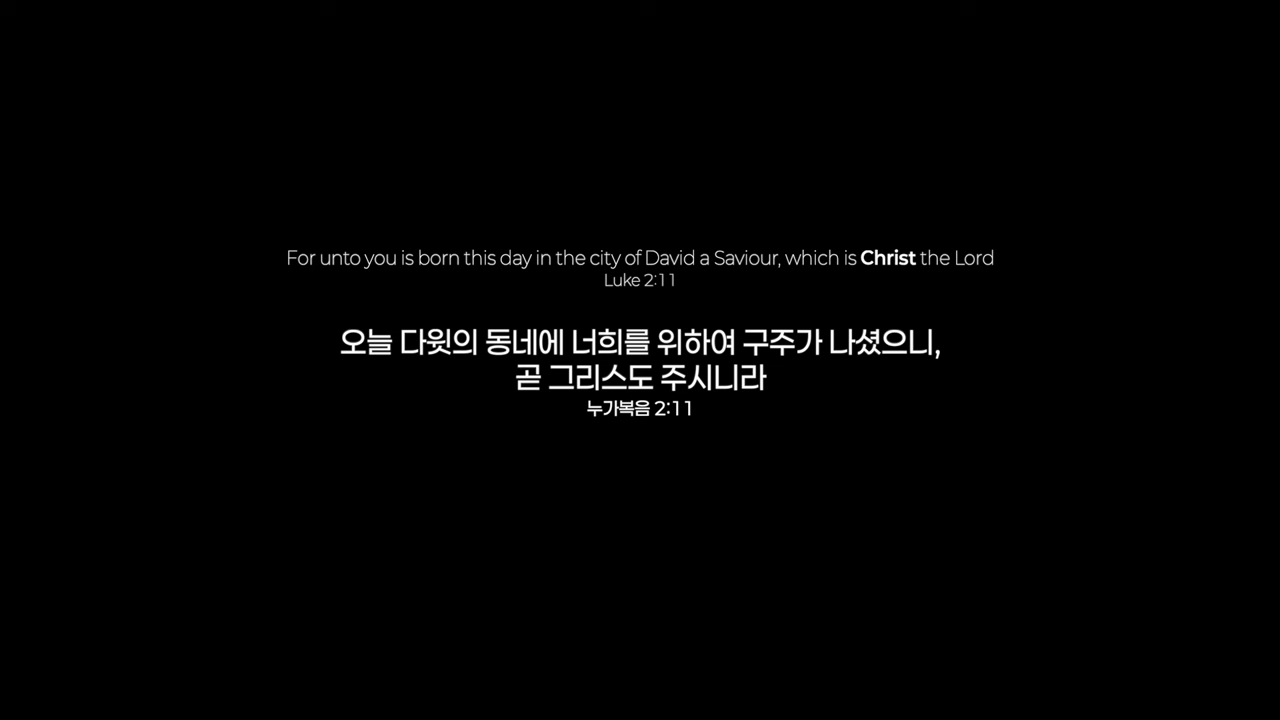 For unto you is born this day in the city of David a Saviour, which is Christ the Lord
Luke 2:11
오늘 다윗의 동네에 너희를 위하여 구주가 나셨으니,
곧 그리스도 주시니라
누가복음 2:11